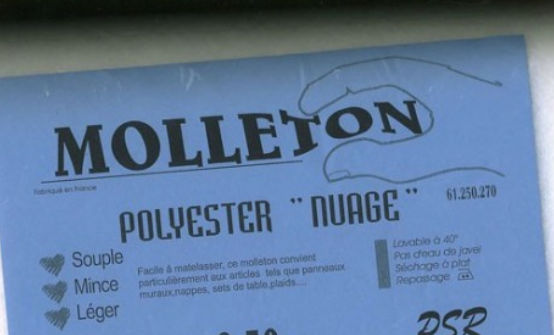 MOLLETON
fabriqué en france
POLYESTER "NUAGE"
61.250.270
Souple
Mince
Léger
Facile à matelasser, ce molleton convient
particulièrement aux articles tels que panneaux
muraux,nappes, sets de table,plaids....
Lavable à 40°
Pas d'eau de javel
Séchage à plat
Repassage
PSR